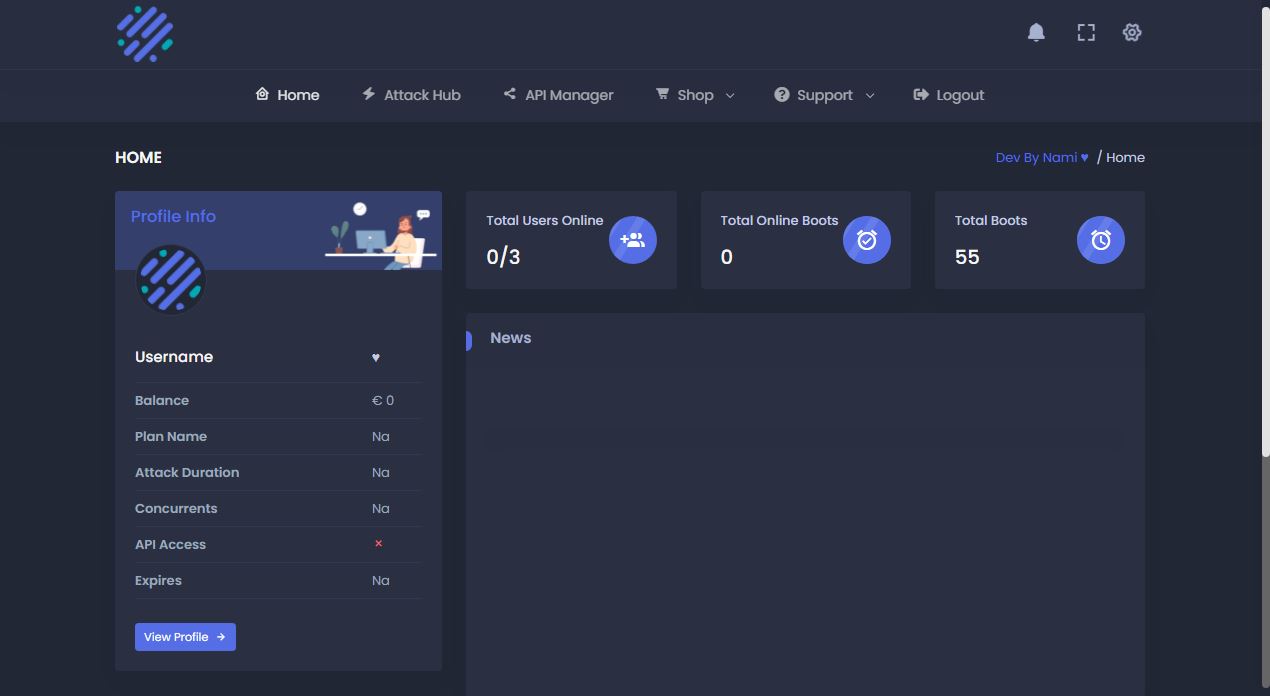 Home Attack Hub API Manager Shop Support Logout
HOME
Dev By Nami ♥ / Home
Profile Info
Username ♥
Balance € 0
Plan Name Na
Attack Duration Na
Concurrents Na
API Access ×
Expires Na
View Profile →
Total Users Online
0/3
Total Online Boots
0
Total Boots
55
News